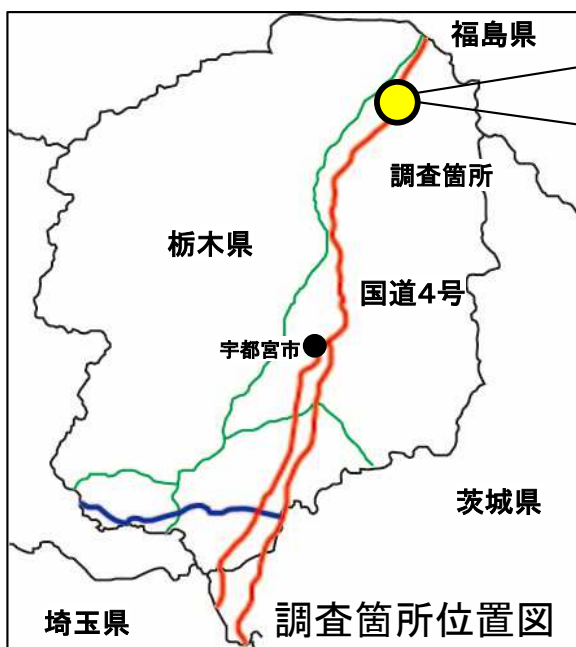 福島県
調査箇所
栃木県
国道4号
宇都宮市
茨城県
埼玉県
調査箇所位置図